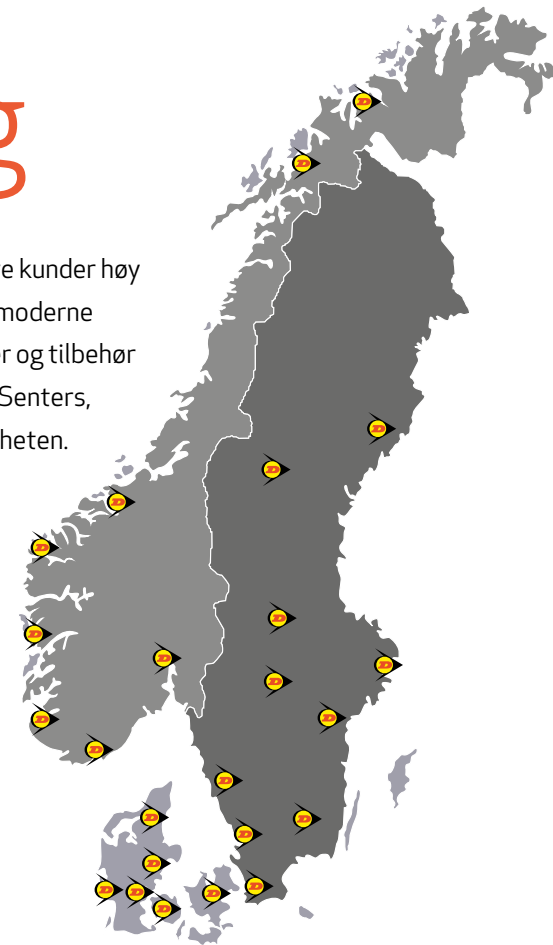 g
e kunder høy
moderne
r og tilbehør
Senters,
heten.